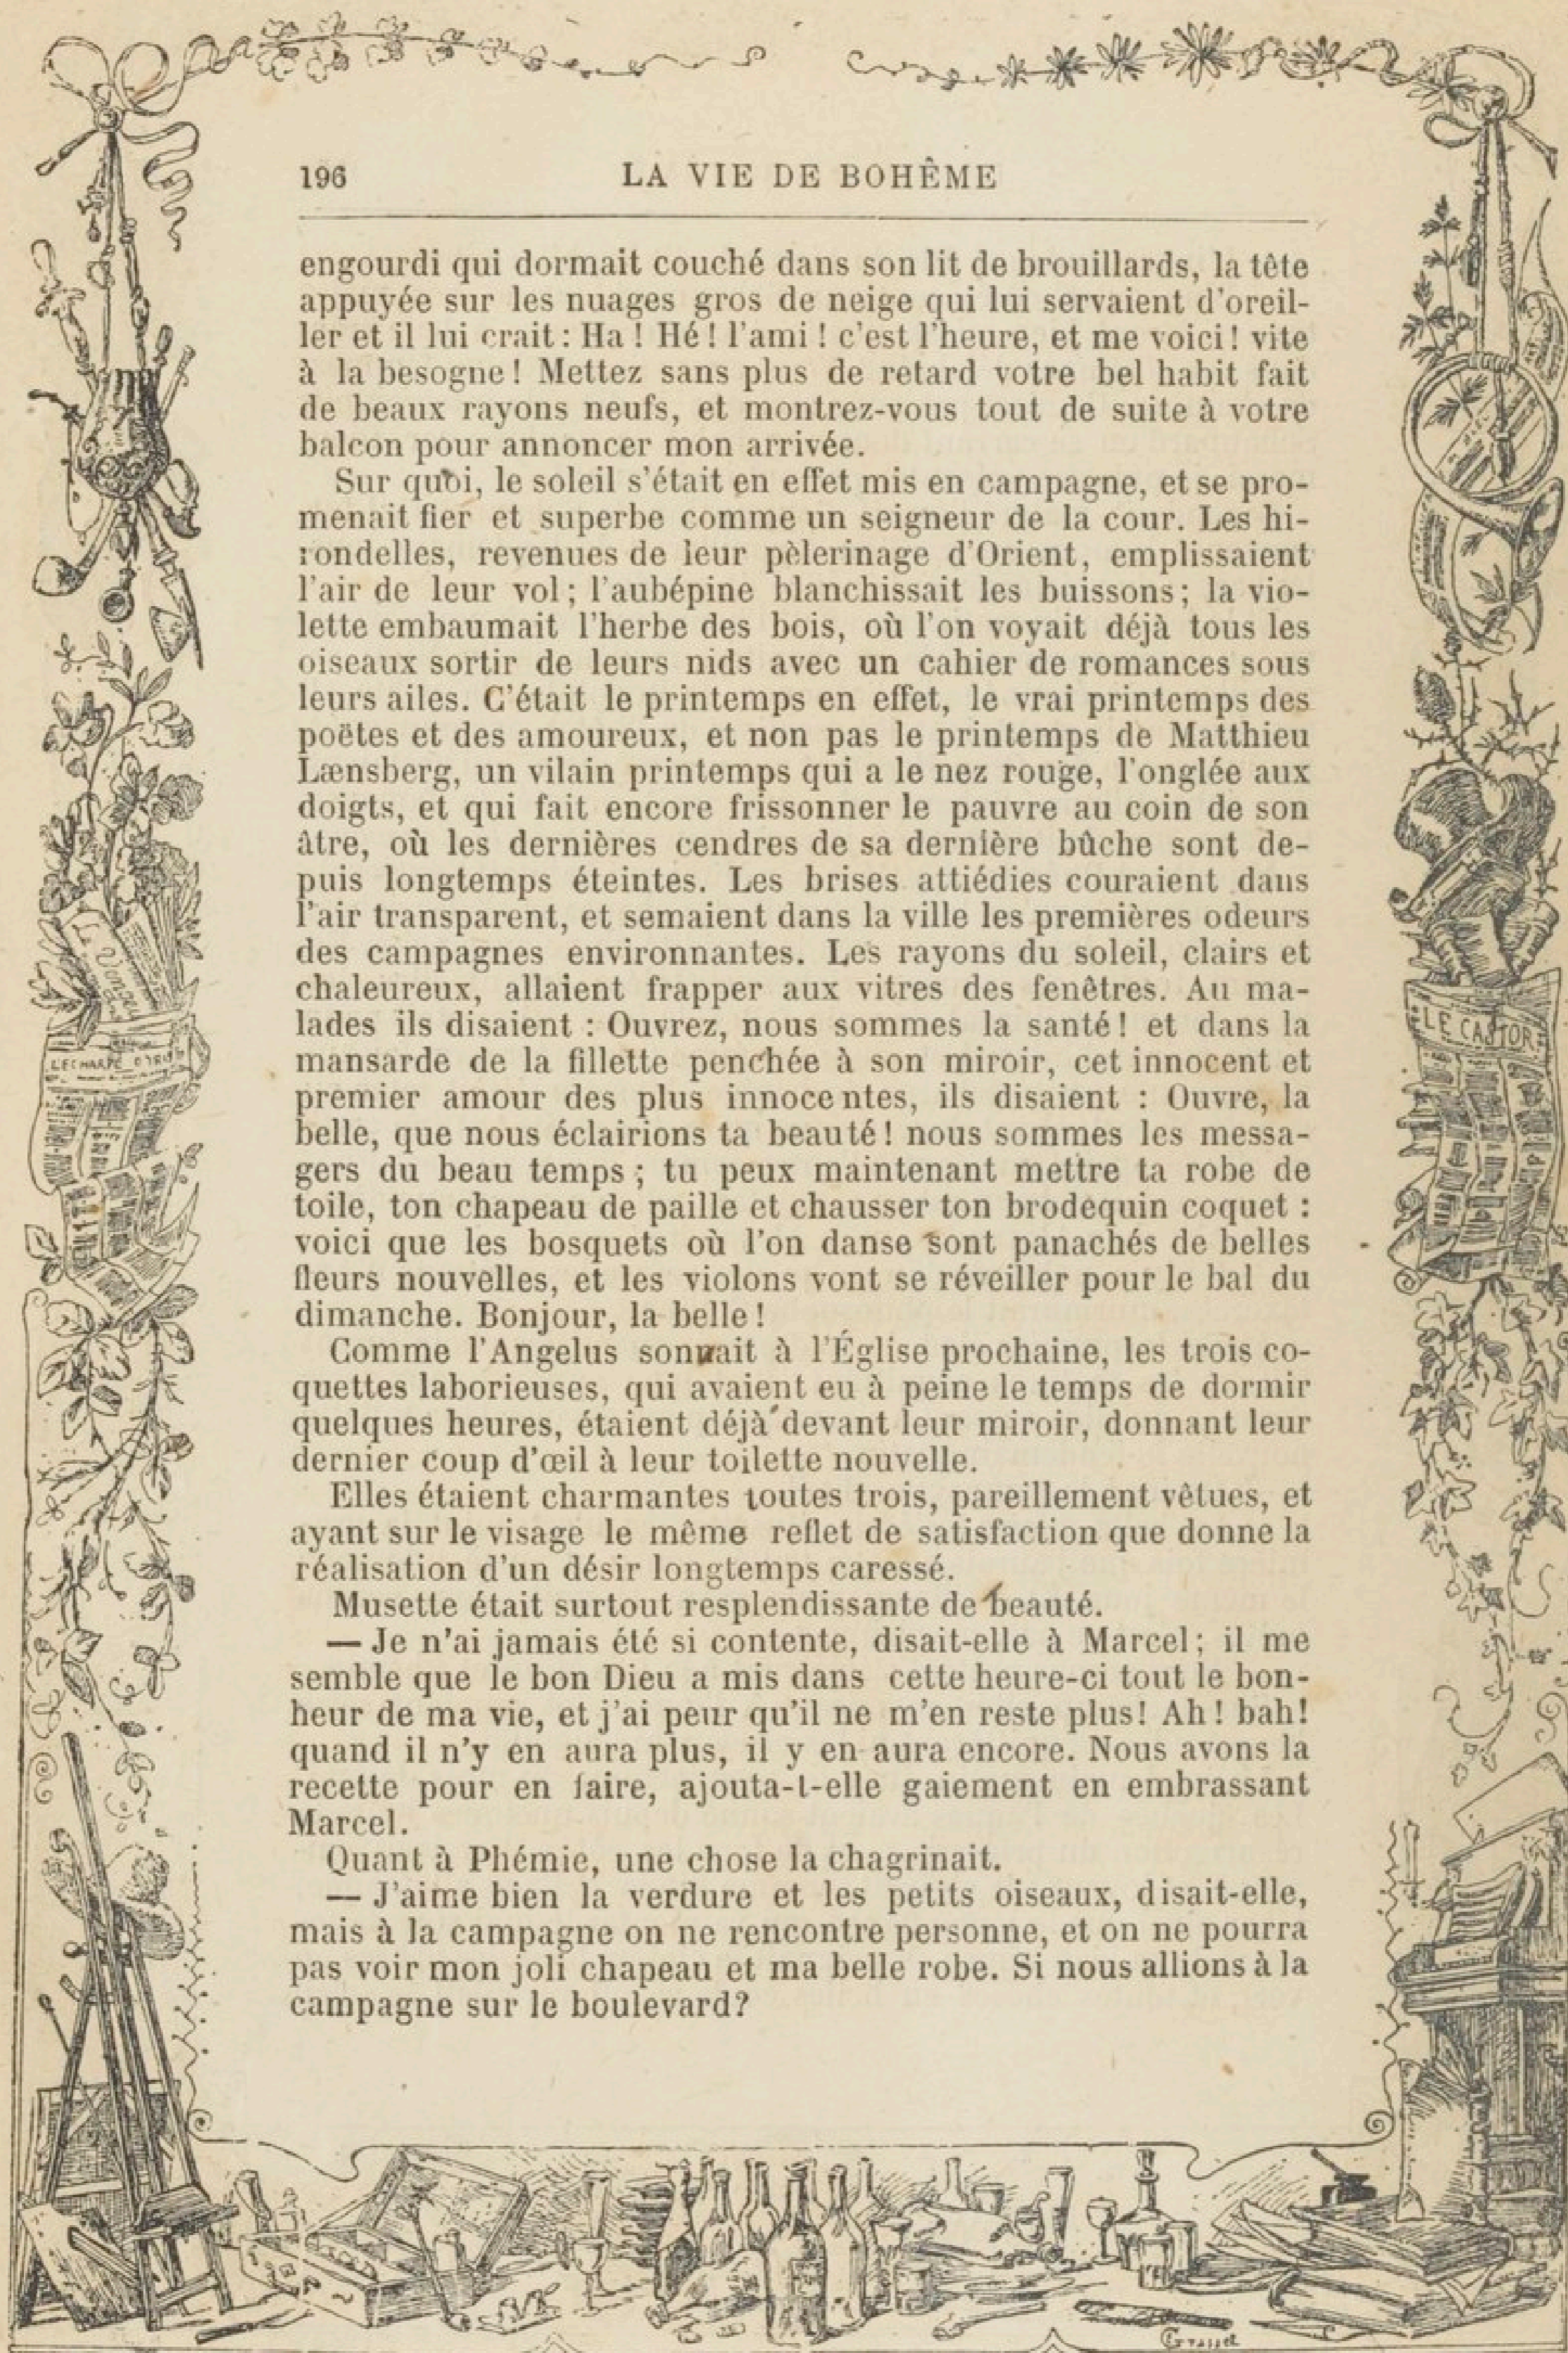 196 LA VIE DE BOHÊME
engourdi qui dormait couché dans son lit de brouillards, la tête
appuyée sur les nuages gros de neige qui lui servaient d'oreil-
ler et il lui crait : Ha ! Hé ! l'ami ! c'est l'heure, et me voici ! vite
à la besogne ! Mettez sans plus de retard votre bel habit fait
de beaux rayons neufs, et montrez-vous tout de suite à votre
balcon pour annoncer mon arrivée.
Sur quoi, le soleil s'était en effet mis en campagne, et se pro-
menait fier et superbe comme un seigneur de la cour. Les hi-
rondelles, revenues de leur pèlerinage d'Orient, emplissaient
l'air de leur vol ; l'aubépine blanchissait les buissons ; la vio-
lette embaumait l'herbe des bois, où l'on voyait déjà tous les
oiseaux sortir de leurs nids avec un cahier de romances sous
leurs ailes. C'était le printemps en effet, le vrai printemps des
poëtes et des amoureux, et non pas le printemps de Matthieu
Lænsberg, un vilain printemps qui a le nez rouge, l'onglée aux
doigts, et qui fait encore frissonner le pauvre au coin de son
âtre, où les dernières cendres de sa dernière bûche sont de-
puis longtemps éteintes. Les brises attiédies couraient dans
l'air transparent, et semaient dans la ville les premières odeurs
des campagnes environnantes. Les rayons du soleil, clairs et
chaleureux, allaient frapper aux vitres des fenêtres. Au ma-
lades ils disaient : Ouvrez, nous sommes la santé ! et dans la
mansarde de la fillette penchée à son miroir, cet innocent et
premier amour des plus innocentes, ils disaient : Ouvre, la
belle, que nous éclairions ta beauté ! nous sommes les messa-
gers du beau temps ; tu peux maintenant mettre ta robe de
toile, ton chapeau de paille et chausser ton brodequin coquet :
voici que les bosquets où l'on danse sont panachés de belles
fleurs nouvelles, et les violons vont se réveiller pour le bal du
dimanche. Bonjour, la belle !
Comme l'Angelus sonnait à l'Église prochaine, les trois co-
quettes laborieuses, qui avaient eu à peine le temps de dormir
quelques heures, étaient déjà devant leur miroir, donnant leur
dernier coup d'œil à leur toilette nouvelle.
Elles étaient charmantes toutes trois, pareillement vêtues, et
ayant sur le visage le même reflet de satisfaction que donne la
réalisation d'un désir longtemps caressé.
Musette était surtout resplendissante de beauté.
— Je n'ai jamais été si contente, disait-elle à Marcel ; il me
semble que le bon Dieu a mis dans cette heure-ci tout le bon-
heur de ma vie, et j'ai peur qu'il ne m'en reste plus ! Ah ! bah !
quand il n'y en aura plus, il y en aura encore. Nous avons la
recette pour en faire, ajouta-t-elle gaiement en embrassant
Marcel.
Quant à Phémie, une chose la chagrinait.
— J'aime bien la verdure et les petits oiseaux, disait-elle,
mais à la campagne on ne rencontre personne, et on ne pourra
pas voir mon joli chapeau et ma belle robe. Si nous allions à la
campagne sur le boulevard ?
L'ECHARPE D'IRIS
LE CASTOR
Grasset